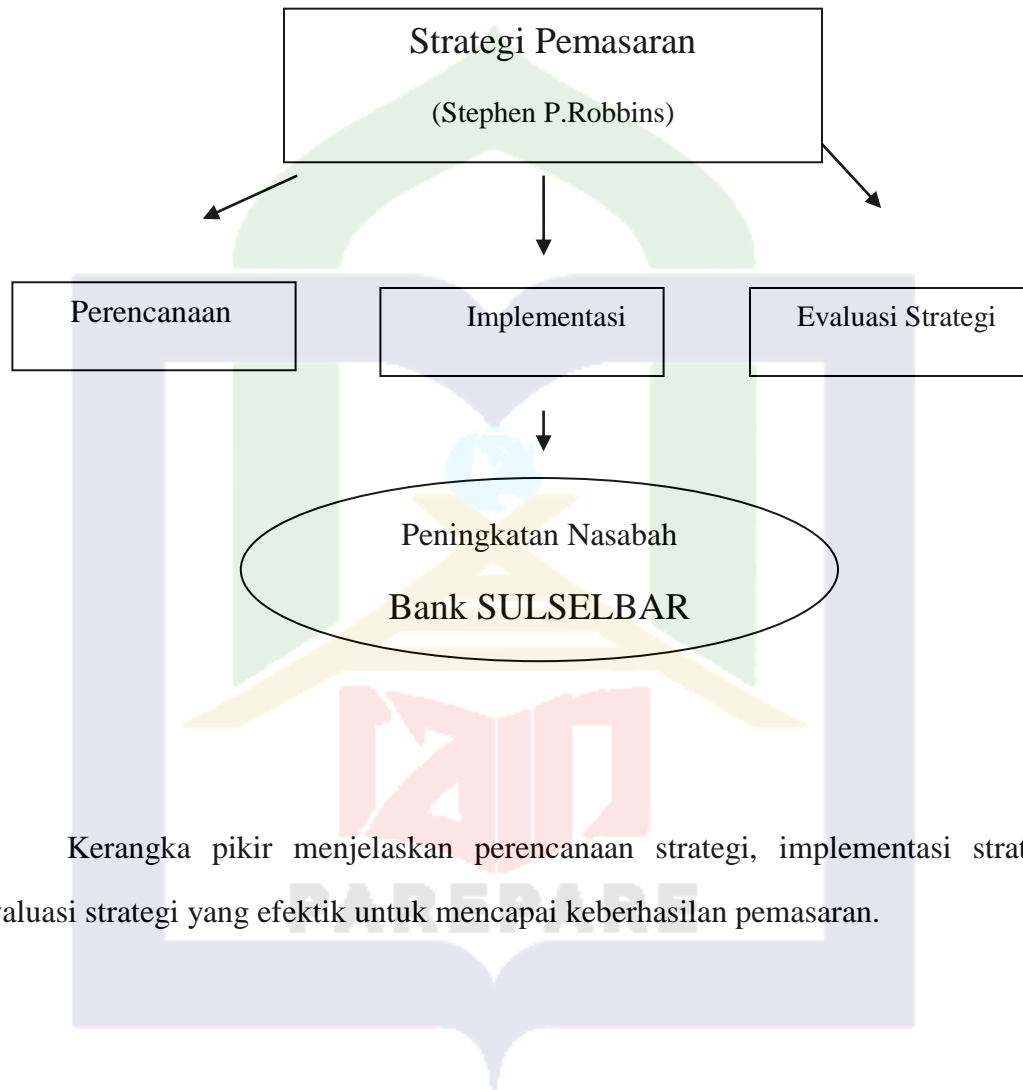 Strategi Pemasaran
(Stephen P.Robbins)
Perencanaan
Implementasi
Evaluasi Strategi
Peningkatan Nasabah
Bank SULSELBAR
Kerangka pikir menjelaskan perencanaan strategi, implementasi strat
valuasi strategi yang efektik untuk mencapai keberhasilan pemasaran.
PAREPARE